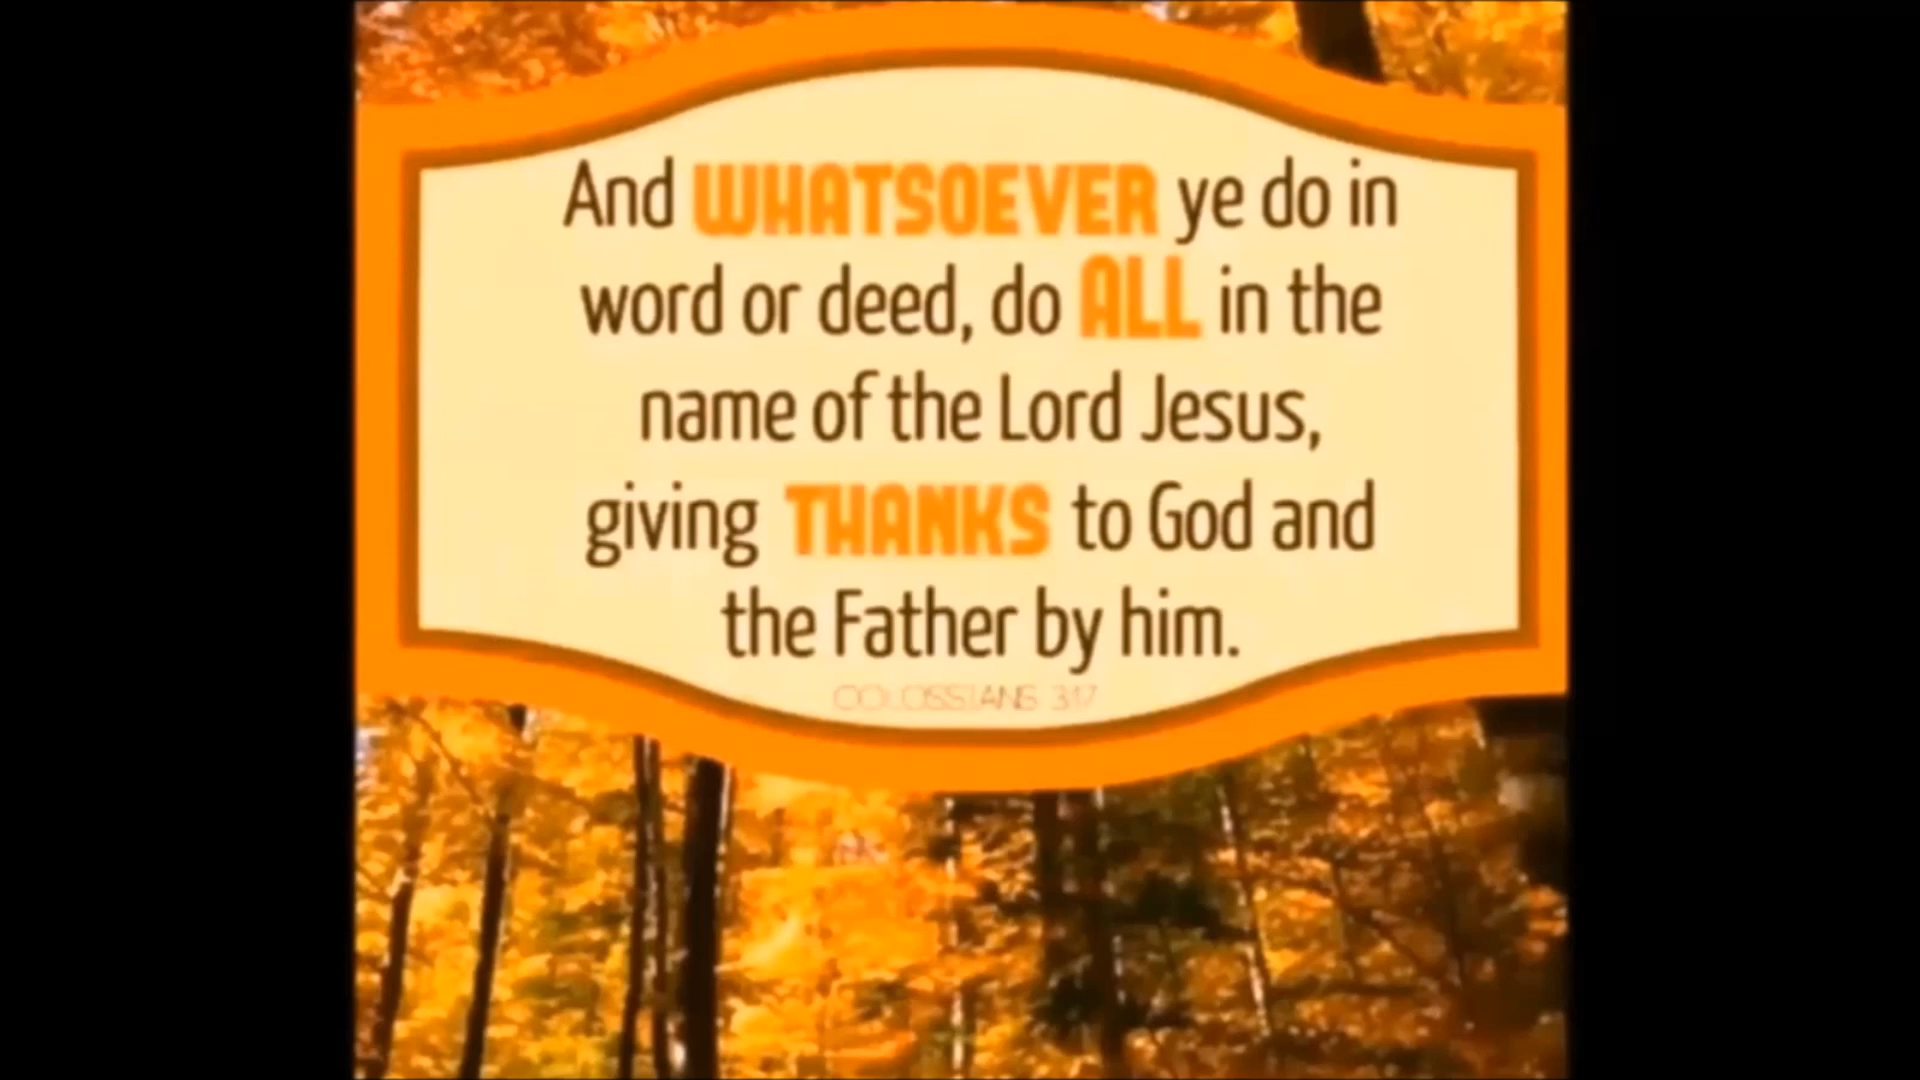 And WHATSOEVER ye do in
word or deed, do ALL in the
name of the Lord Jesus,
giving THANKS to God and
the Father by him.
COLOSSIANS 3:17